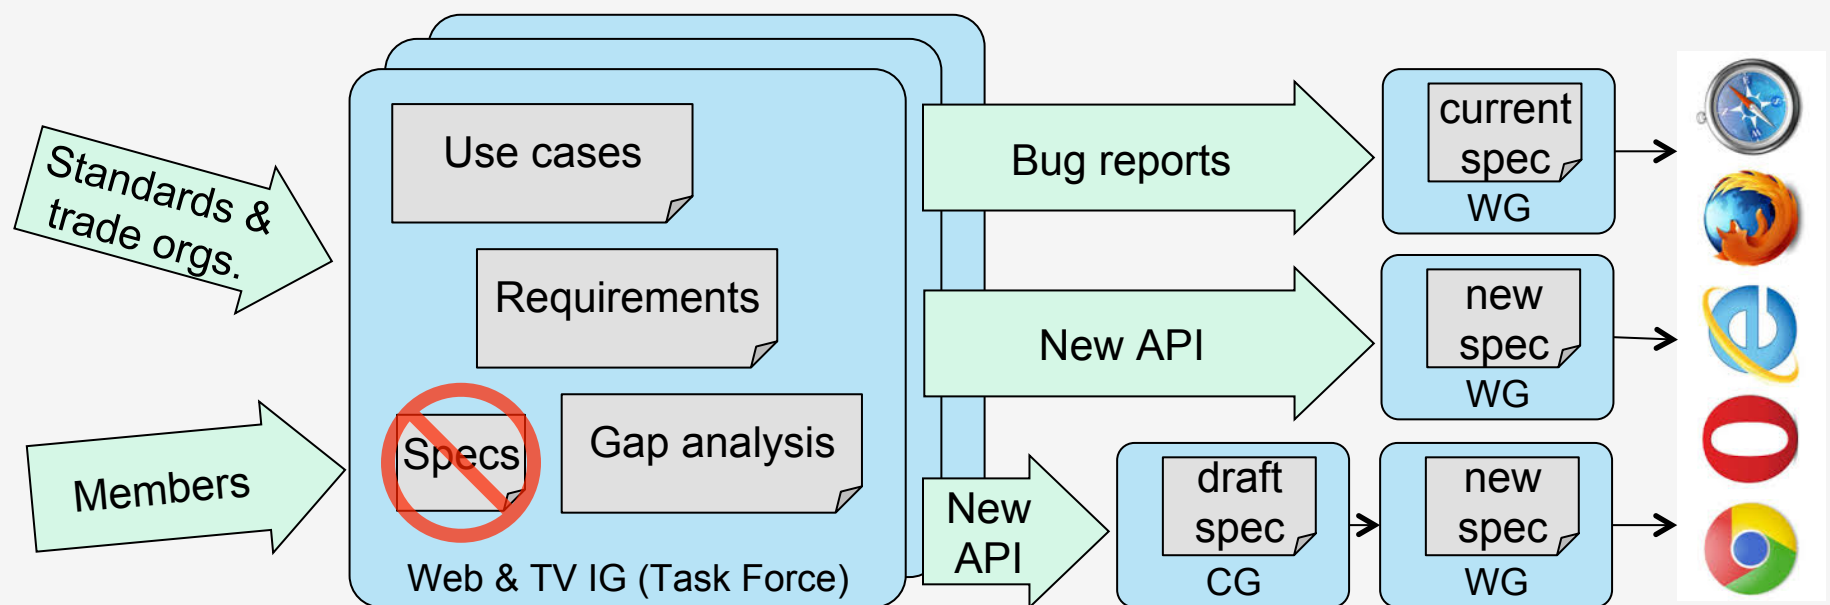 Standards &
trade orgs.
Members
Use cases
Requirements
Specs
Gap analysis
Web & TV IG (Task Force)
Bug reports
current
spec
WG
New API
new
spec
WG
New
API
draft
spec
CG
new
spec
WG